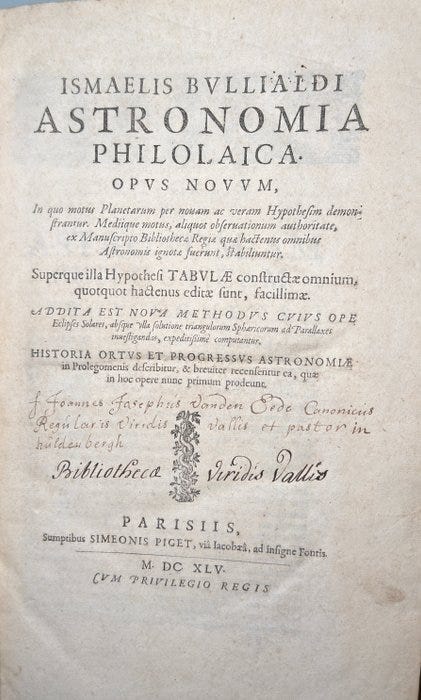 ISMAELIS BVLLIALDI
ASTRONOMIA
PHILOLAICA.
OPVS NOVVM,
In quo motus Planetarum per nouam ac veram Hypothesim demon-
strantur. Mediique motus, aliquot obseruationum authoritate,
ex Manuscripto Bibliothecæ Regiæ quæ hactenus omnibus
Astronomis ignotæ fuerunt, stabiliuntur.
Superque illa Hypothesi TABVLÆ constructæ omnium,
quotquot hactenus editæ sunt, facillimæ.
ADDITA EST NOVA METHODVS CVIVS OPE
Eclipses Solares, absque vlla solutione triangulorum Sphæricorum ad Parallaxes
inuestigandas, expeditissimè computantur.
HISTORIA ORTVS ET PROGRESSVS ASTRONOMIÆ
in Prolegomenis describitur, & breuiter recensentur ea, quæ
in hoc opere nunc primum prodeunt.
f. Joannes Josephus Vanden Eede Canonicus
Regularis Viridis Vallis et pastor in
hüldenbergh
Bibliothecæ Viridis Vallis
PARISIIS,
Sumptibus SIMEONIS PIGET, viâ Iacobæâ, ad insigne Fontis.
M. DC XLV.
CVM PRIVILEGIO REGIS